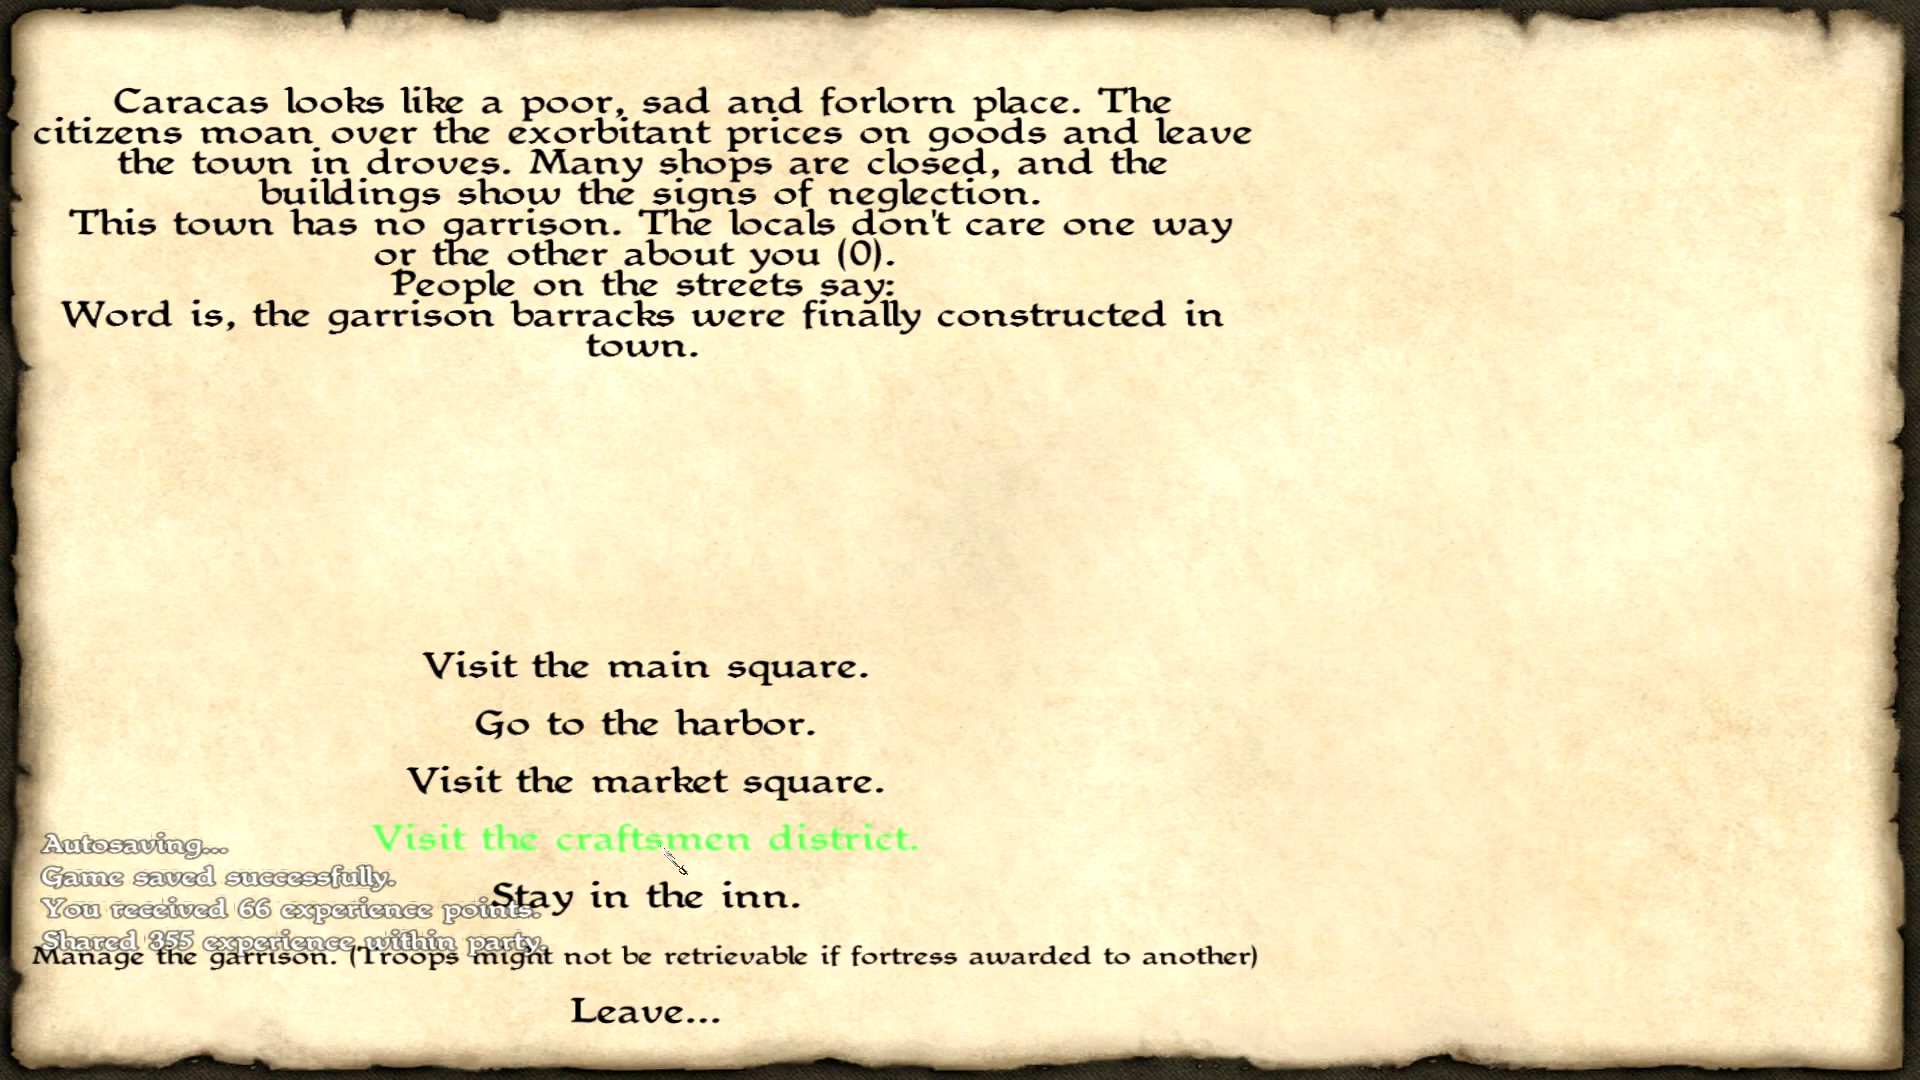 Caracas looks like a poor, sad and forlorn place. The
citizens moan over the exorbitant prices on goods and leave
the town in droves. Many shops are closed, and the
buildings show the signs of neglection.
This town has no garrison. The locals don't care one way
or the other about you (0).
People on the streets say:
Word is, the garrison barracks were finally constructed in
town.
Visit the main square.
Go to the harbor.
Visit the market square.
Visit the craftsmen district.
Autosaving...
Game saved successfully.
Stay in the inn.
You received 66 experience points.
Shared 355 experience within party.
Manage the garrison. (Troops might not be retrievable if fortress awarded to another)
Leave...